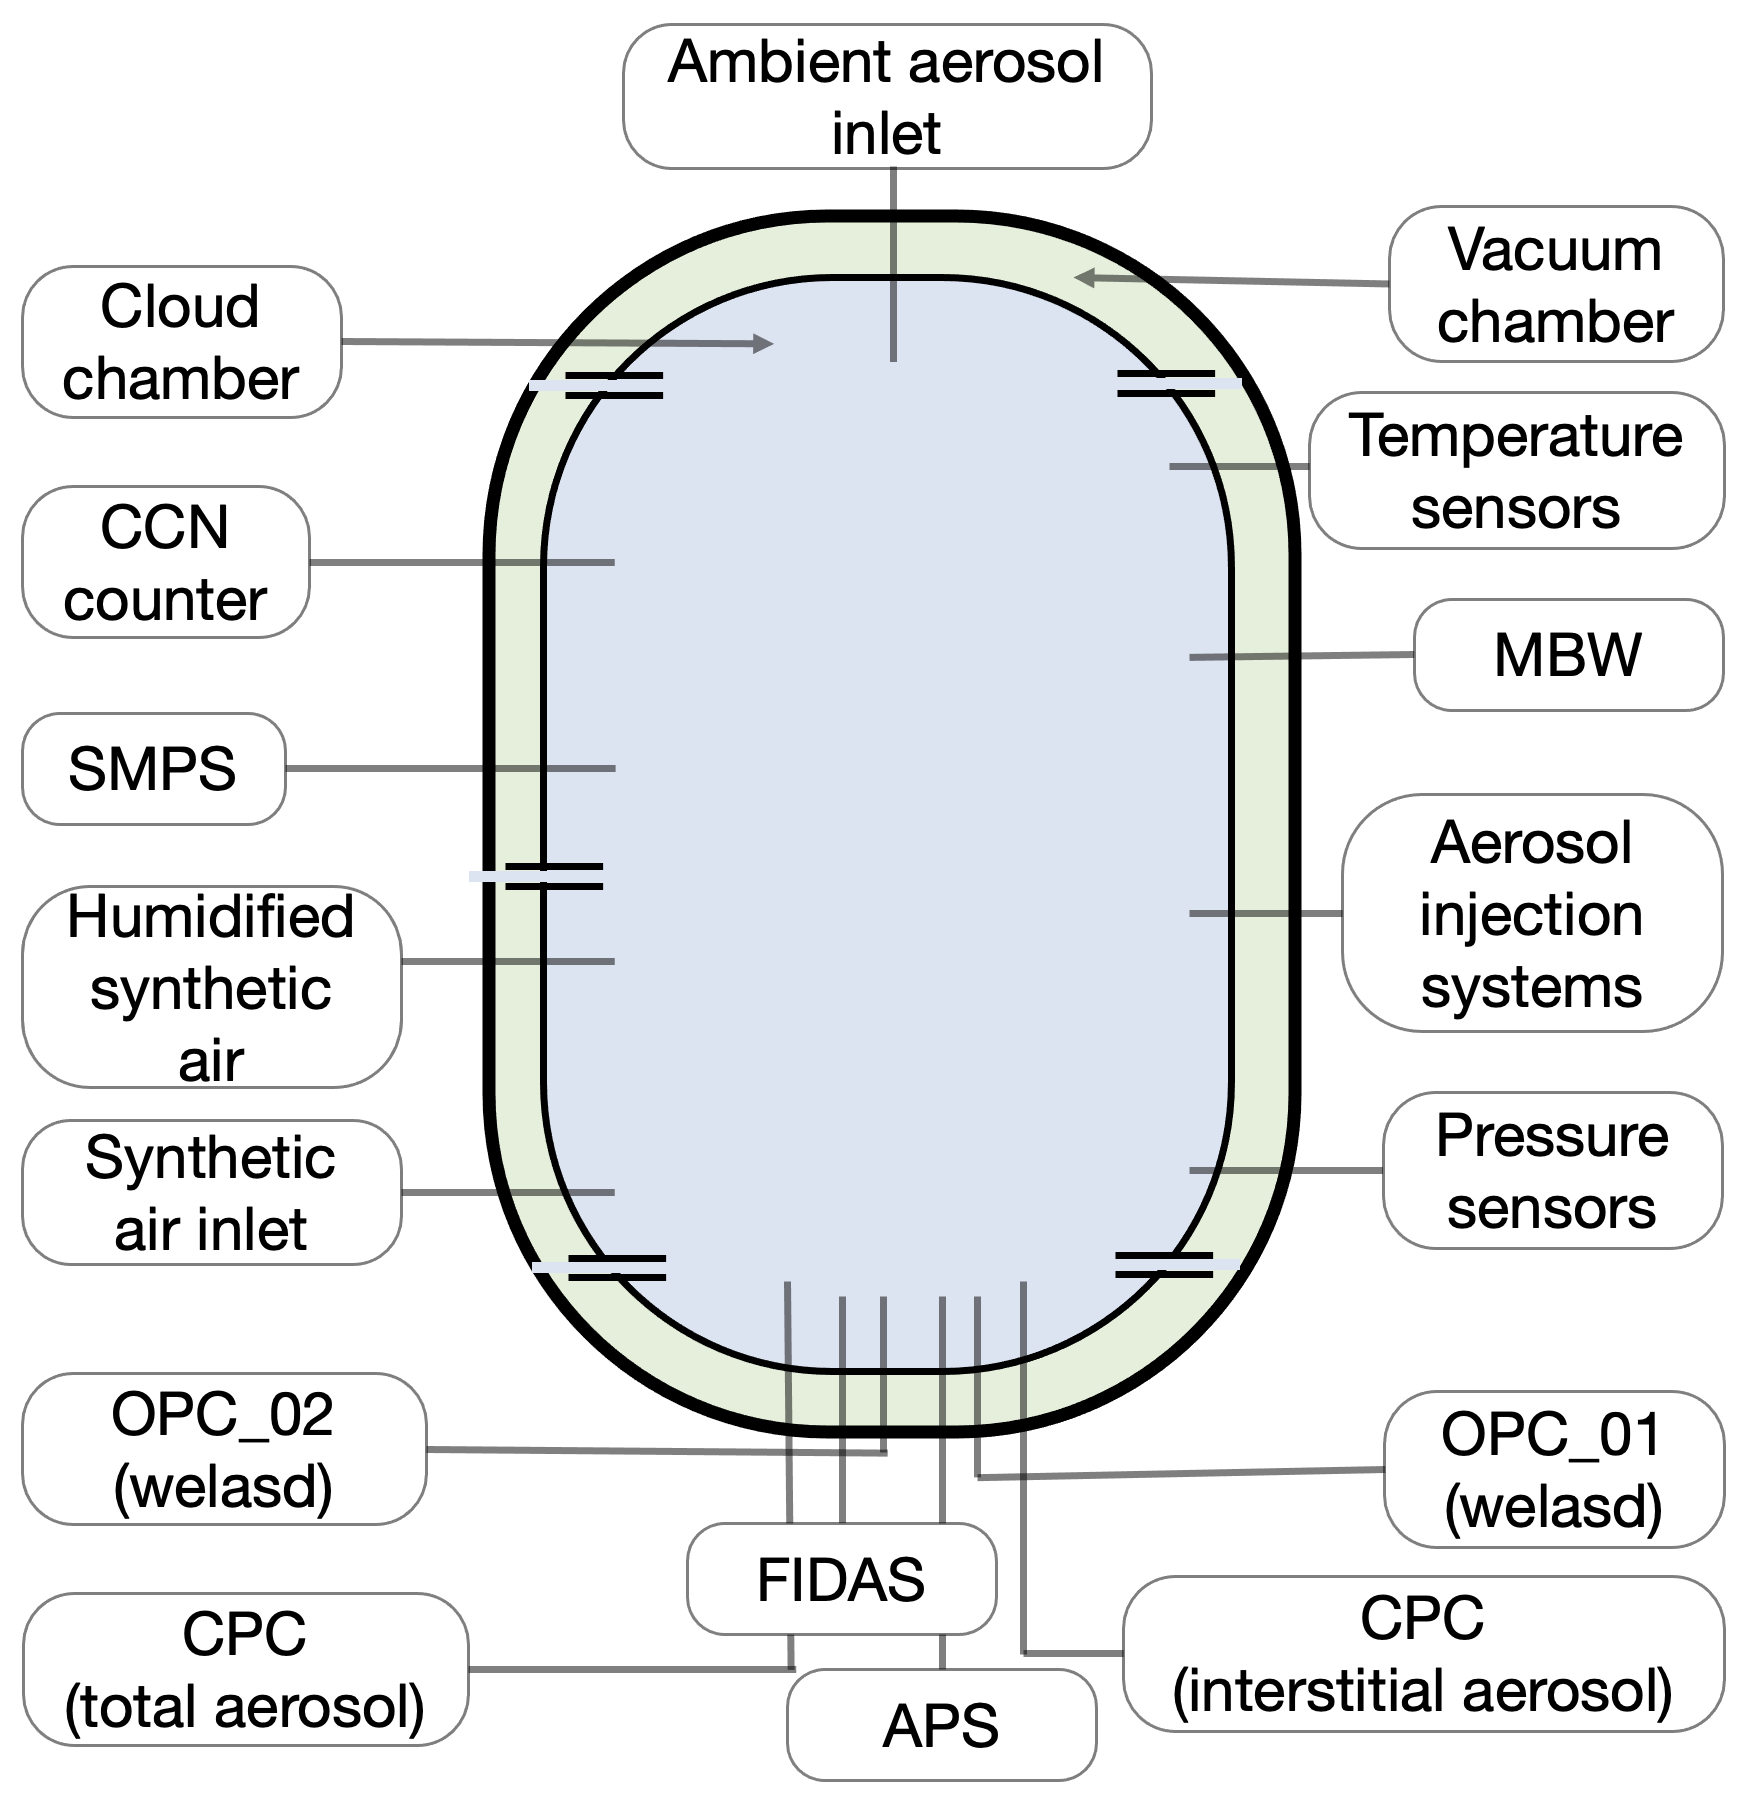 Ambient aerosol
inlet
Vacuum
chamber
Cloud
chamber
Temperature
sensors
CCN
counter
MBW
SMPS
Aerosol
injection
systems
Humidified
synthetic
air
Synthetic
air inlet
Pressure
sensors
OPC_02
(welasd)
OPC_01
(welasd)
FIDAS
CPC
(total aerosol)
CPC
(interstitial aerosol)
APS